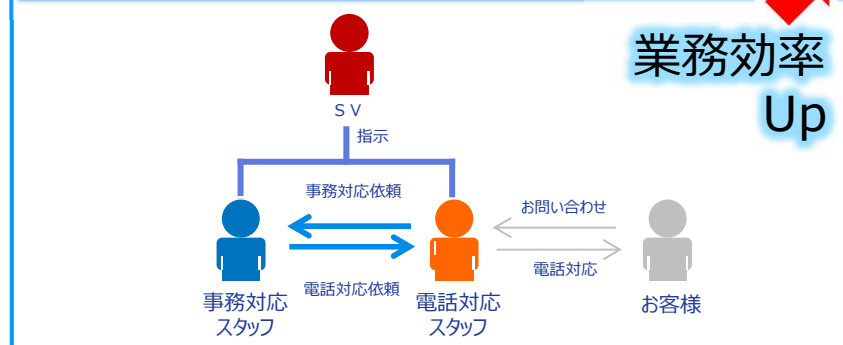 業務効率
Up
ＳＶ
指示
事務対応依頼
お問い合わせ
電話対応
電話対応依頼
事務対応
スタッフ
電話対応
スタッフ
お客様